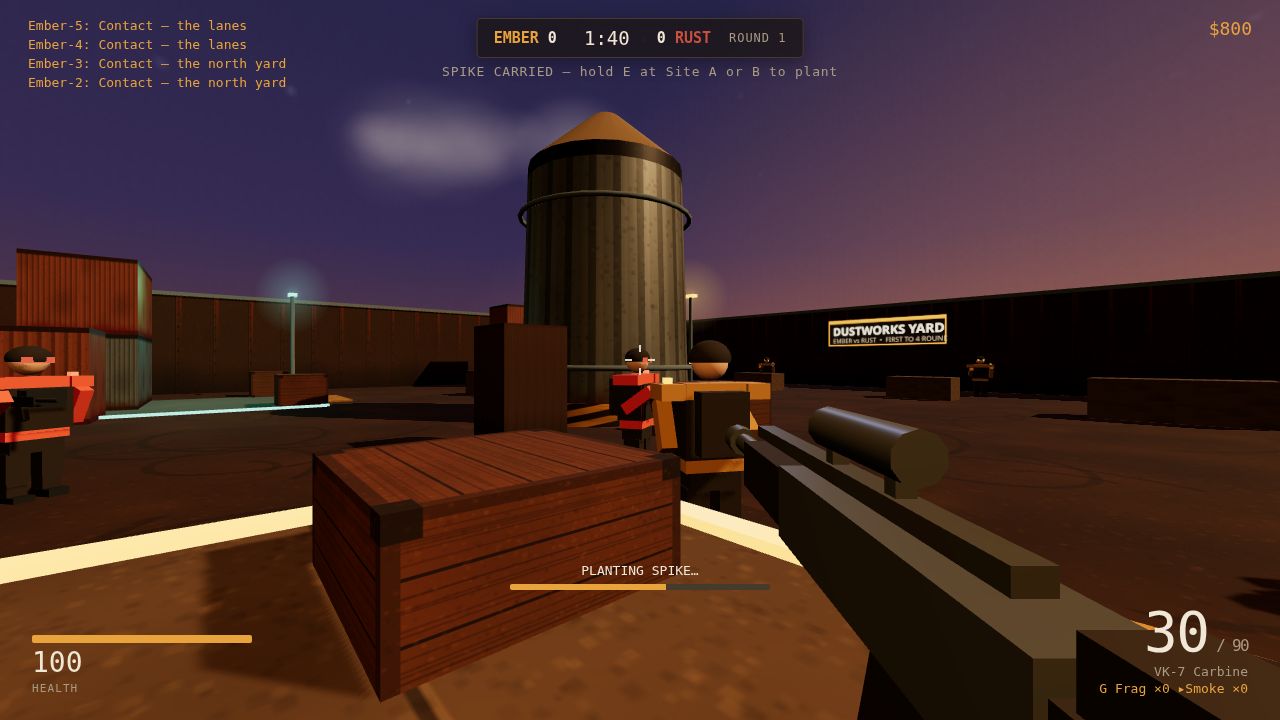 Ember-5: Contact — the lanes
Ember-4: Contact — the lanes
Ember-3: Contact — the north yard
Ember-2: Contact — the north yard
EMBER 0 1:40 0 RUST ROUND 1
SPIKE CARRIED — hold E at Site A or B to plant
$800
DUSTWORKS YARD
EMBER vs RUST • FIRST TO 4 ROUN
PLANTING SPIKE…
100
HEALTH
30 / 90
VK-7 Carbine
G Frag ×0 ▸Smoke ×0